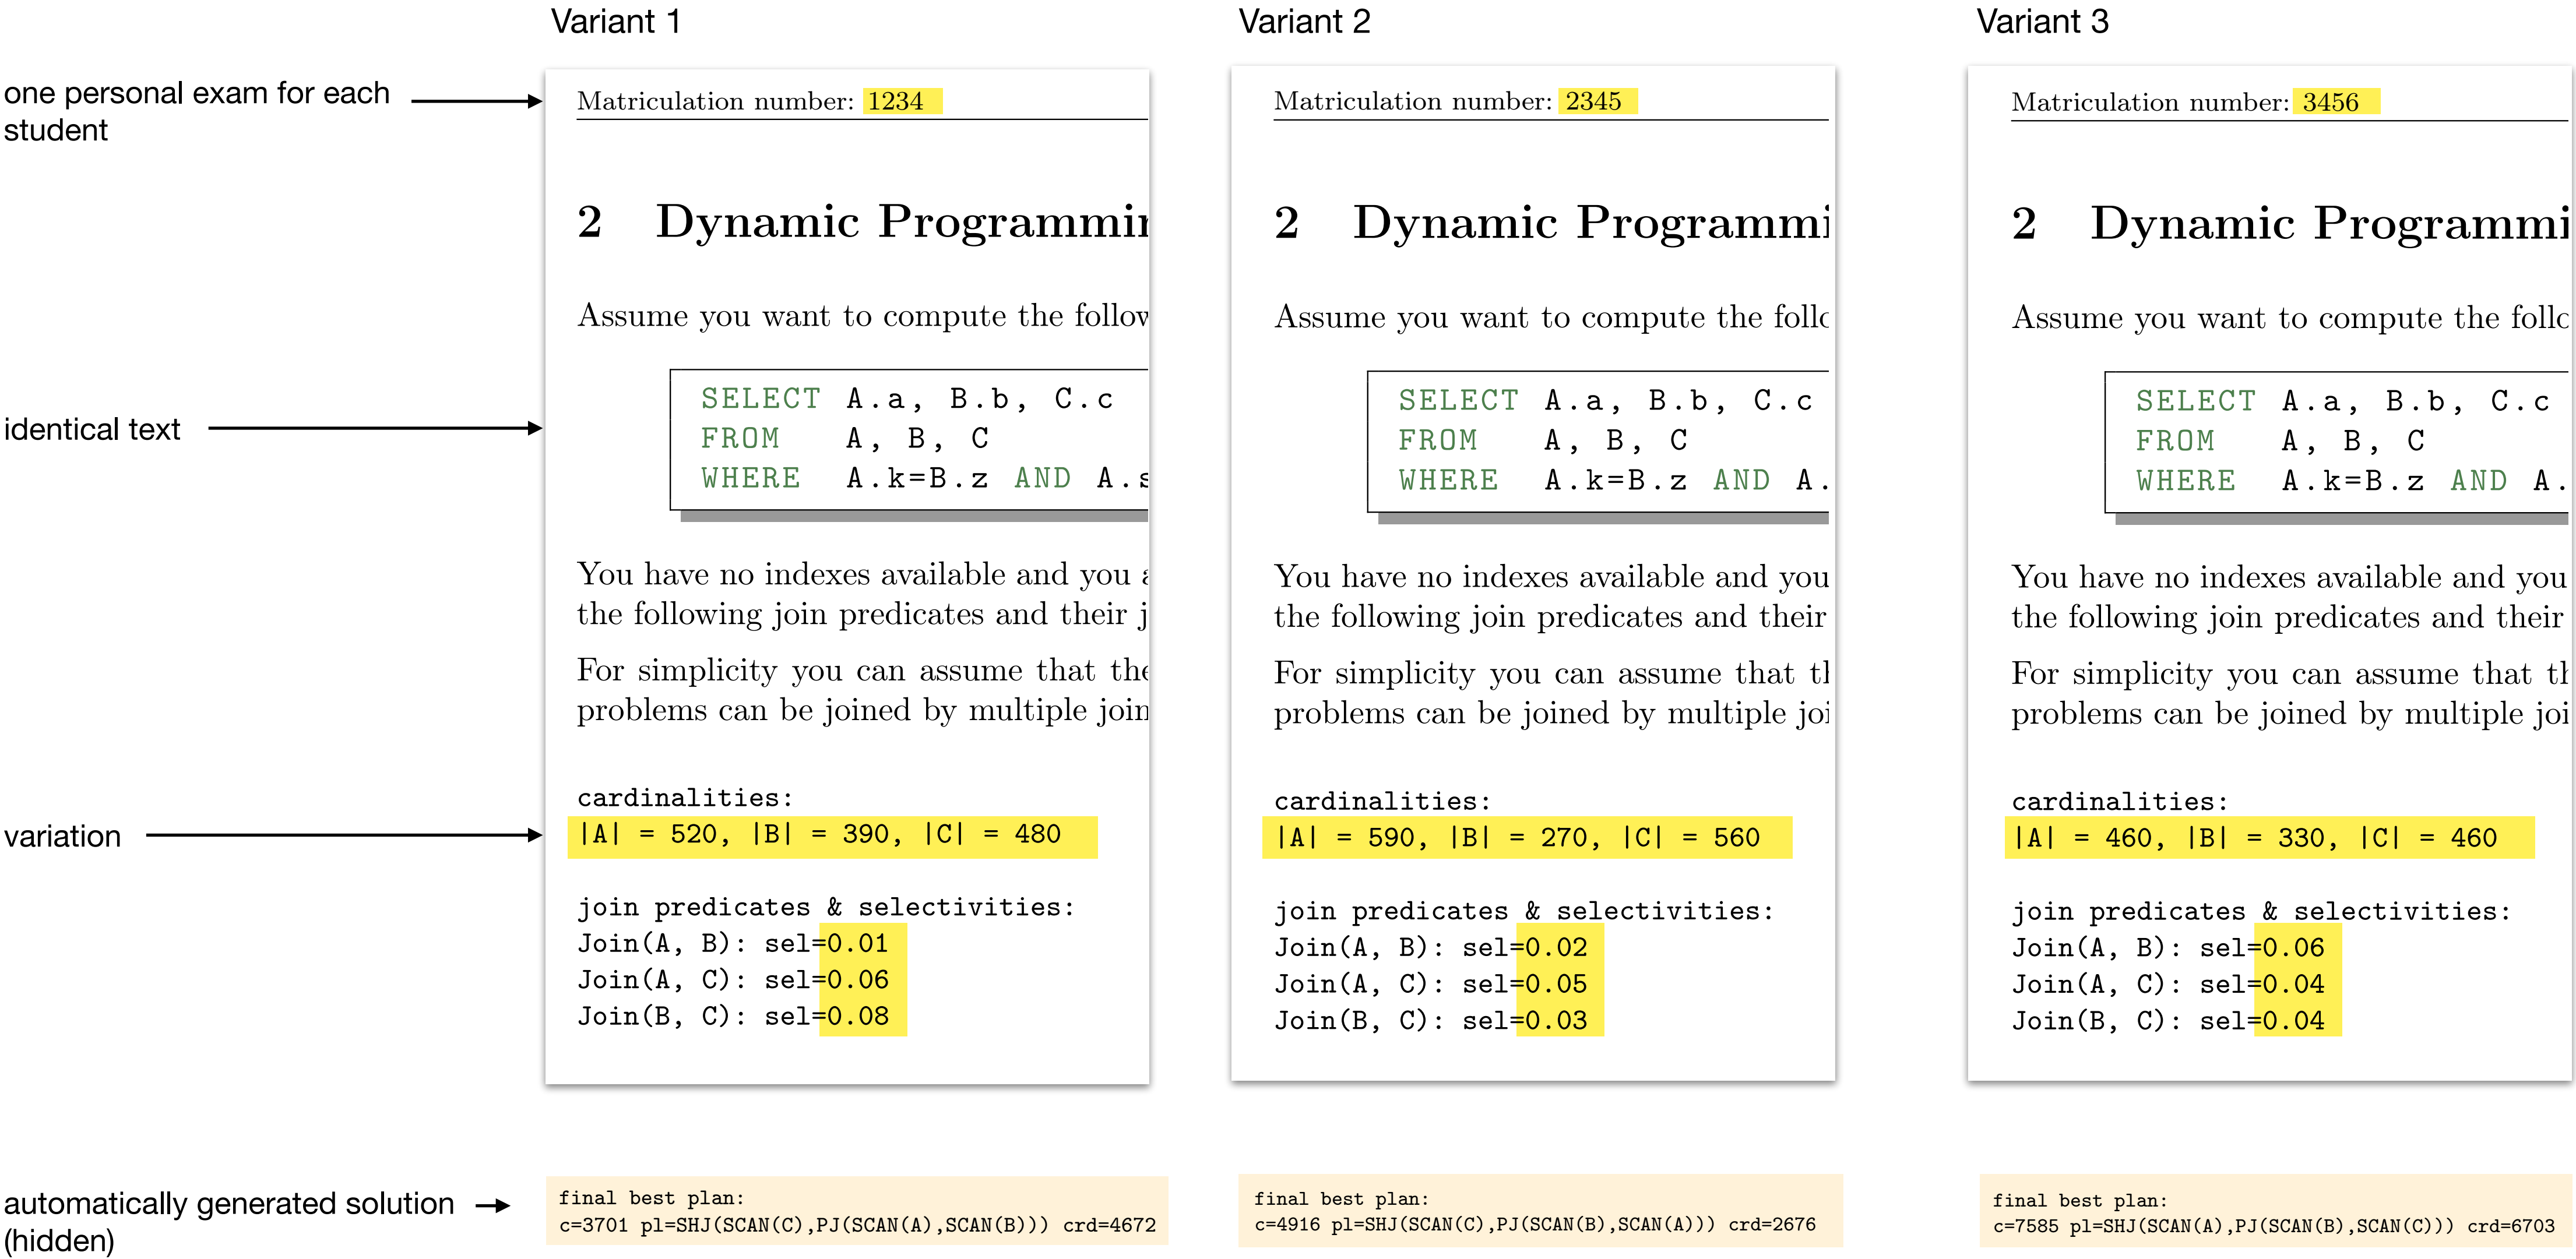 Variant 1
Variant 2
Variant 3
one personal exam for each
student
identical text
variation
automatically generated solution
(hidden)
Matriculation number: 1234
2 Dynamic Programmin
Assume you want to compute the follow
SELECT A.a, B.b, C.c
FROM A, B, C
WHERE A.k=B.z AND A.s
You have no indexes available and you a
the following join predicates and their j
For simplicity you can assume that the
problems can be joined by multiple join
cardinalities:
|A| = 520, |B| = 390, |C| = 480
join predicates & selectivities:
Join(A, B): sel=0.01
Join(A, C): sel=0.06
Join(B, C): sel=0.08
final best plan:
c=3701 pl=SHJ(SCAN(C),PJ(SCAN(A),SCAN(B))) crd=4672
Matriculation number: 2345
2 Dynamic Programmi
Assume you want to compute the follo
SELECT A.a, B.b, C.c
FROM A, B, C
WHERE A.k=B.z AND A.
You have no indexes available and you
the following join predicates and their
For simplicity you can assume that th
problems can be joined by multiple joi
cardinalities:
|A| = 590, |B| = 270, |C| = 560
join predicates & selectivities:
Join(A, B): sel=0.02
Join(A, C): sel=0.05
Join(B, C): sel=0.03
final best plan:
c=4916 pl=SHJ(SCAN(C),PJ(SCAN(B),SCAN(A))) crd=2676
Matriculation number: 3456
2 Dynamic Programmi
Assume you want to compute the follo
SELECT A.a, B.b, C.c
FROM A, B, C
WHERE A.k=B.z AND A.
You have no indexes available and you
the following join predicates and their
For simplicity you can assume that th
problems can be joined by multiple joi
cardinalities:
|A| = 460, |B| = 330, |C| = 460
join predicates & selectivities:
Join(A, B): sel=0.06
Join(A, C): sel=0.04
Join(B, C): sel=0.04
final best plan:
c=7585 pl=SHJ(SCAN(A),PJ(SCAN(B),SCAN(C))) crd=6703